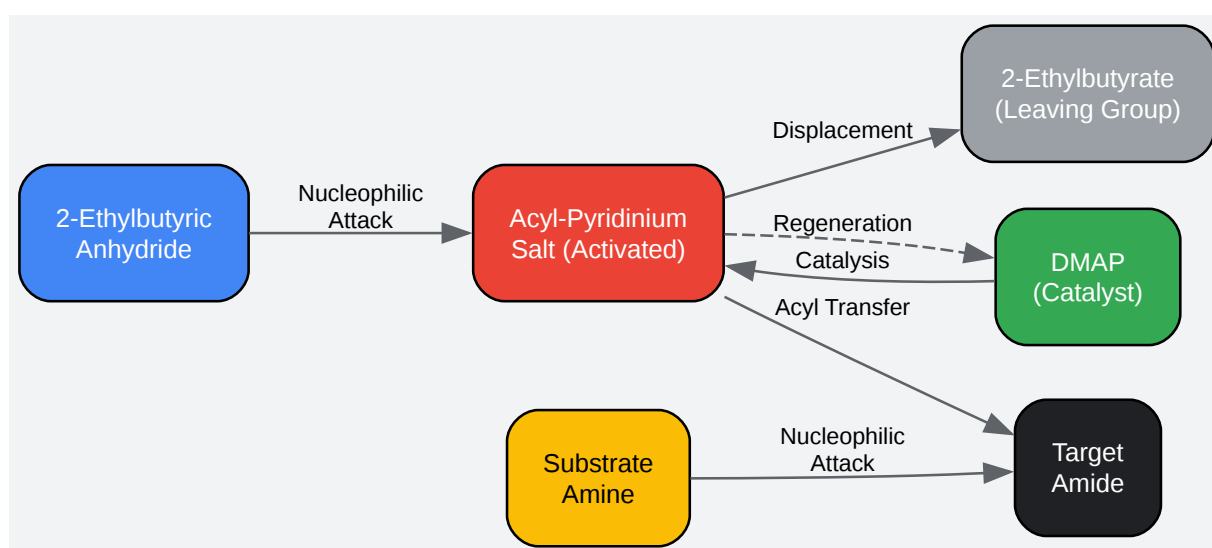 2-Ethylbutyrate
(Leaving Group)
Displacement
Nucleophilic
Attack
2-Ethylbutyric
Anhydride
Acyl-Pyridinium
Salt (Activated)
Regeneration
Catalysis
DMAP
(Catalyst)
Acyl Transfer
Substrate
Amine
Nucleophilic
Attack
Target
Amide